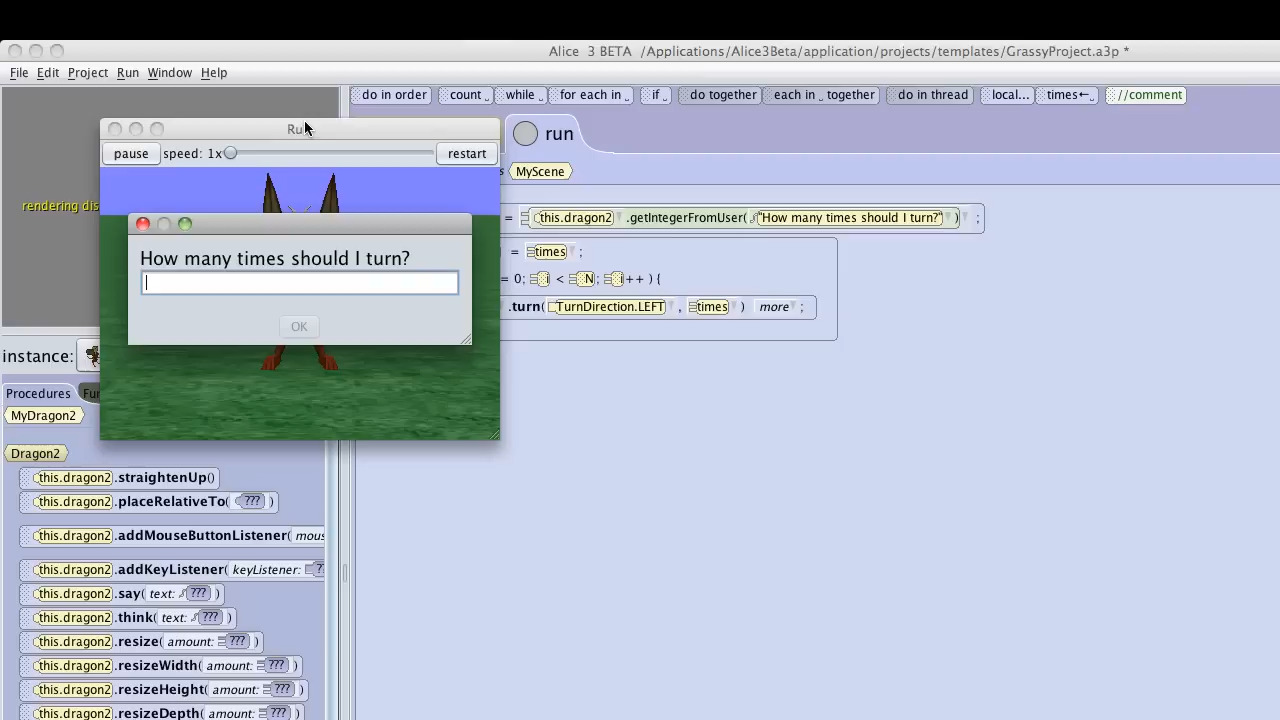 Alice 3 BETA /Applications/Alice3Beta/application/projects/templates/GrassyProject.a3p *
File Edit Project Run Window Help
do in order count while for each in if do together each in together do in thread local... times← //comment
run
pause speed: 1x restart
MyScene
rendering dis
= this.dragon2 .getIntegerFromUser( "How many times should I turn?" ) ;
How many times should I turn?
= times ;
= 0; i < N; i++ ){
.turn( TurnDirection.LEFT , times ) more ;
OK
instance:
Procedures Fu
MyDragon2
Dragon2
this.dragon2 .straightenUp()
this.dragon2 .placeRelativeTo( ??? )
this.dragon2 .addMouseButtonListener( mous
this.dragon2 .addKeyListener( keyListener: ??
this.dragon2 .say( text: ??? )
this.dragon2 .think( text: ??? )
this.dragon2 .resize( amount: ??? )
this.dragon2 .resizeWidth( amount: ??? )
this.dragon2 .resizeHeight( amount: ??? )
this.dragon2 .resizeDepth( amount: ??? )